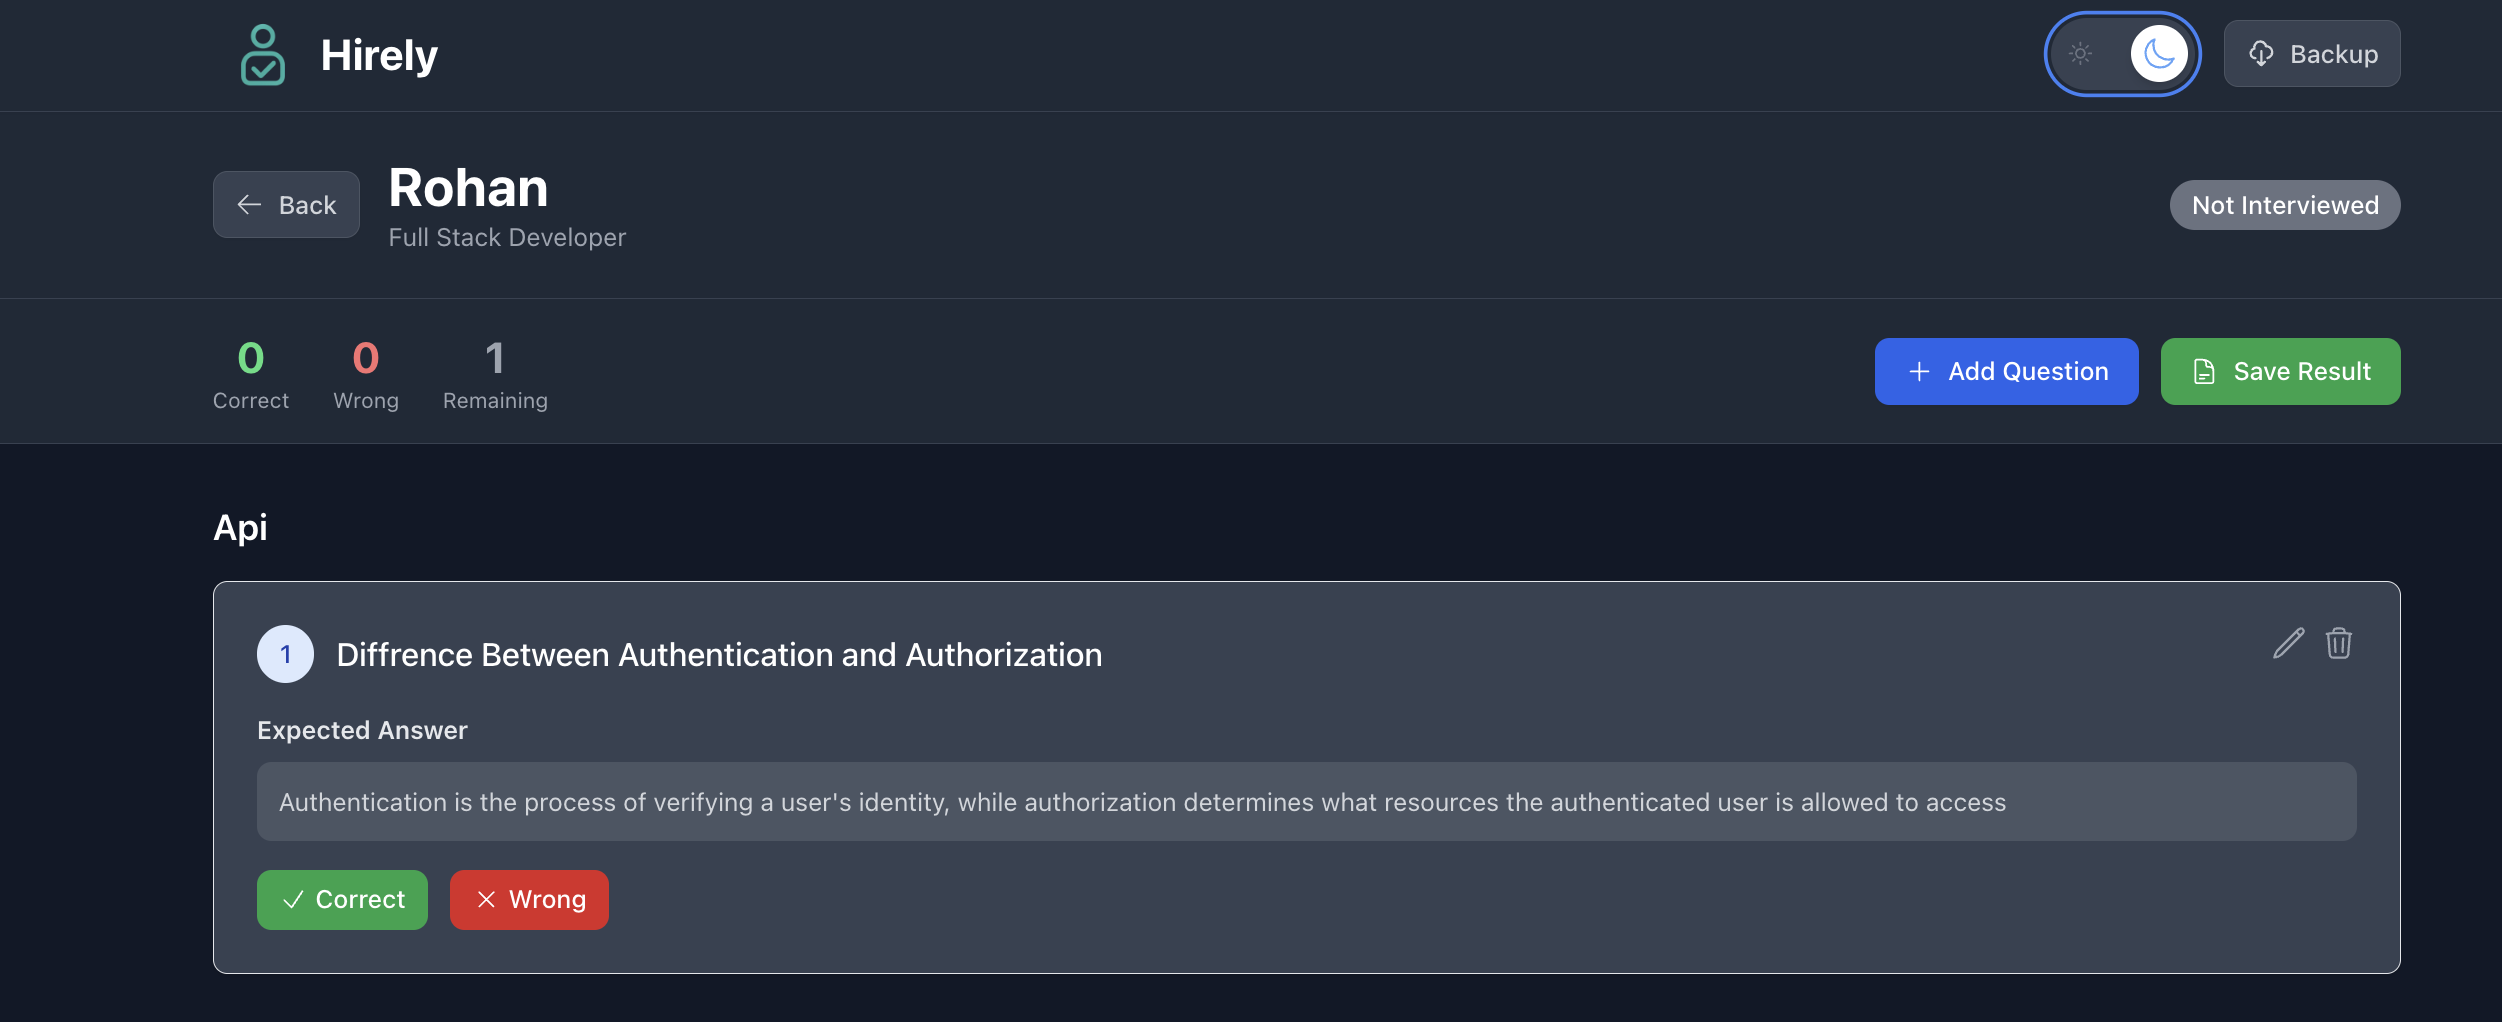 Hirely
Backup
Back
Rohan
Full Stack Developer
Not Interviewed
0
Correct
0
Wrong
1
Remaining
Add Question
Save Result
Api
1
Diffrence Between Authentication and Authorization
Expected Answer
Authentication is the process of verifying a user's identity, while authorization determines what resources the authenticated user is allowed to access
Correct
Wrong